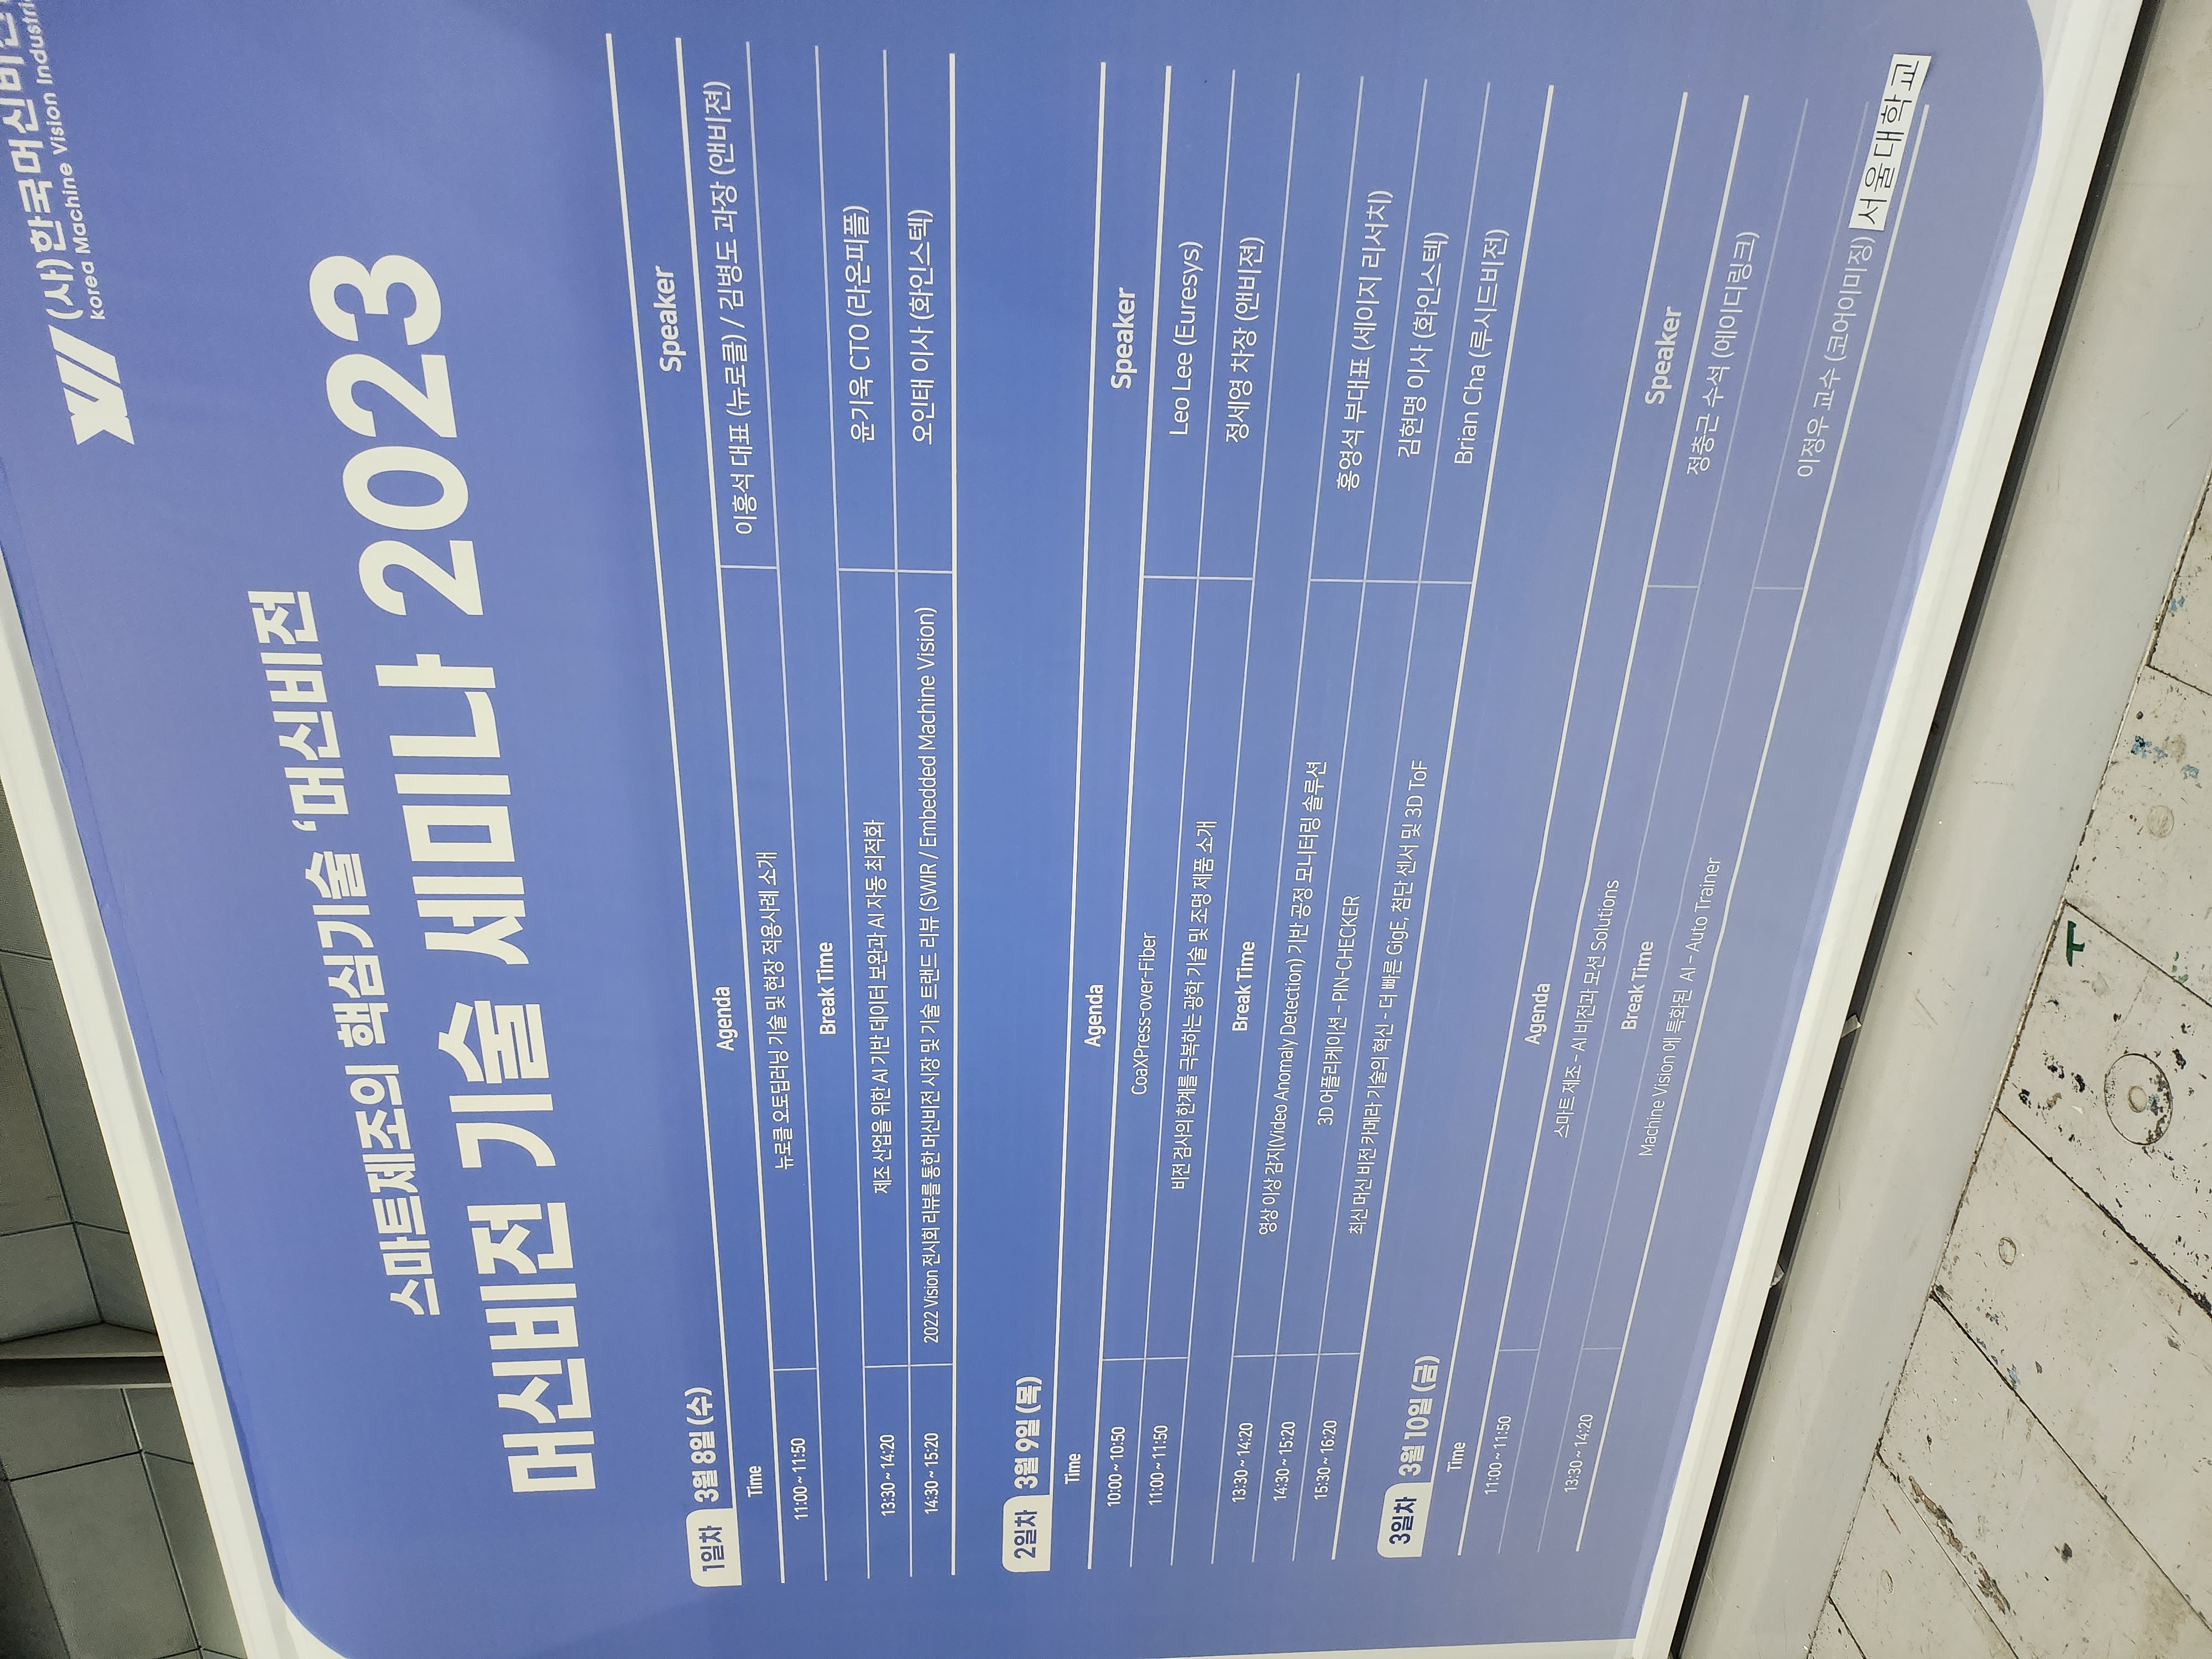 (사)한국머신비전
korea Machine Vision Industri
스마트제조의 핵심기술 ‘머신비전
머신비전 기술 세미나 2023
1일차 3월 8일 (수)
Time Agenda Speaker
11:00 ~ 11:50 뉴로클 오토딥러닝 기술 및 현장 적용사례 소개 이홍석 대표 (뉴로클) / 김병도 과장 (앤비젼)
Break Time
13:30 ~ 14:20 제조 산업을 위한 AI 기반 데이터 보완과 AI 자동 최적화 윤기욱 CTO (라온피플)
14:30 ~ 15:20 2022 Vision 전시회 리뷰를 통한 머신비전 시장 및 기술 트랜드 리뷰 (SWIR / Embedded Machine Vision) 오인태 이사 (화인스텍)
2일차 3월 9일 (목)
Time Agenda Speaker
10:00 ~ 10:50 CoaXPress-over-Fiber Leo Lee (Euresys)
11:00 ~ 11:50 비전 검사의 한계를 극복하는 광학 기술 및 조명 제품 소개 정세영 차장 (앤비젼)
Break Time
13:30 ~ 14:20 영상 이상 감지(Video Anomaly Detection) 기반 공정 모니터링 솔루션 홍영석 부대표 (세이지 리서치)
14:30 ~ 15:20 3D 어플리케이션 – PIN-CHECKER 김현명 이사 (화인스텍)
15:30 ~ 16:20 최신 머신 비전 카메라 기술의 혁신 - 더 빠른 GigE, 첨단 센서 및 3D ToF Brian Cha (루시드비전)
3일차 3월 10일 (금)
Time Agenda Speaker
11:00 ~ 11:50 스마트 제조 – AI 비전과 모션 Solutions 정충근 수석 (에이디링크)
Break Time
13:30 ~ 14:20 Machine Vision 에 특화된 AI – Auto Trainer 이정우 교수 (코어이미징) 서울대학교